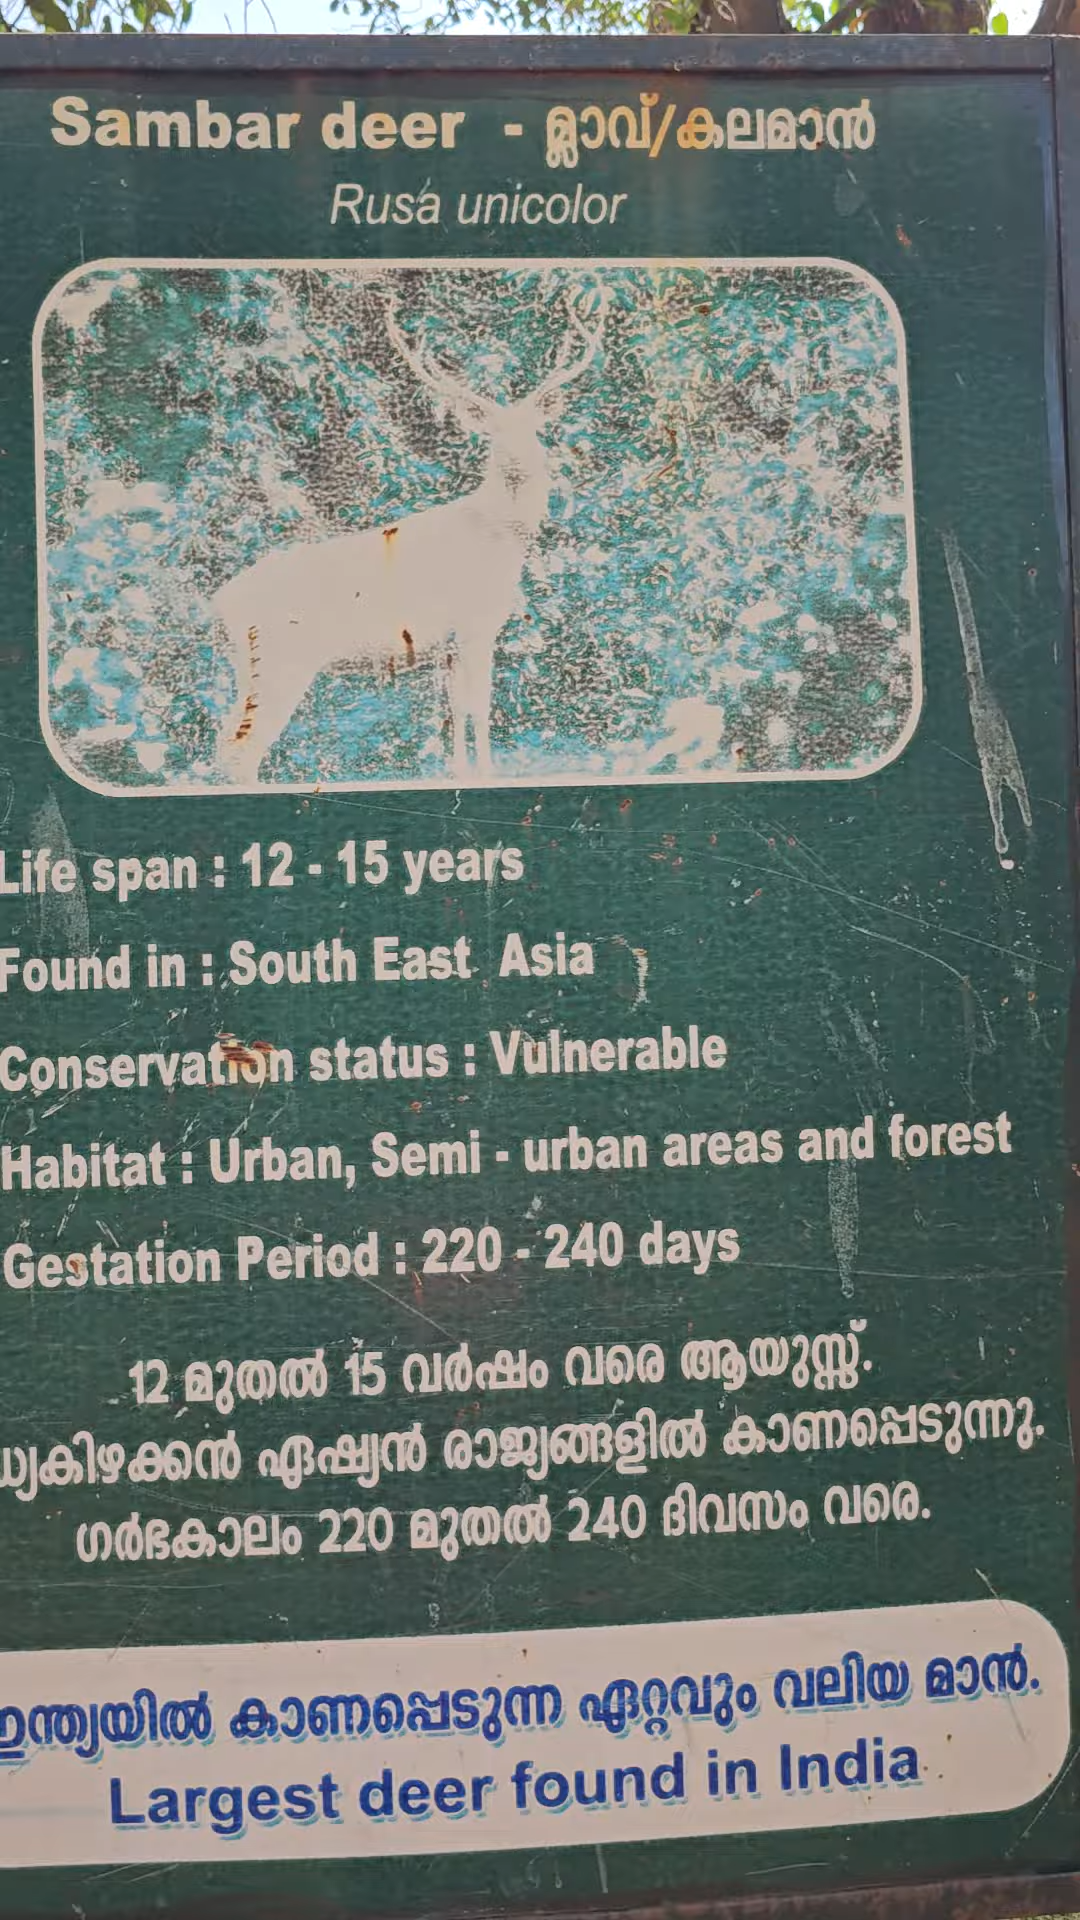 Sambar deer - മ്ലാവ്/കലമാൻ
Rusa unicolor
Life span : 12 - 15 years
Found in : South East Asia
Conservation status : Vulnerable
Habitat : Urban, Semi - urban areas and forest
Gestation Period : 220 - 240 days
12 മുതൽ 15 വർഷം വരെ ആയുസ്സ്.
ഏഷ്യൻ രാജ്യങ്ങളിൽ കാണപ്പെടുന്നു.
ഗർഭകാലം 220 മുതൽ 240 ദിവസം വരെ.
ഇന്ത്യയിൽ കാണപ്പെടുന്ന ഏറ്റവും വലിയ മാൻ.
Largest deer found in India